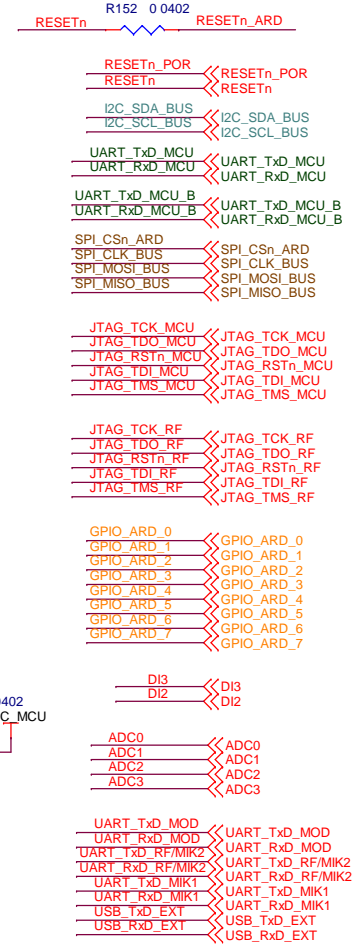 R152 0 0402
RESETn RESETn_ARD
RESETn_POR RESETn_POR
RESETn RESETn
I2C_SDA_BUS I2C_SDA_BUS
I2C_SCL_BUS I2C_SCL_BUS
UART_TxD_MCU UART_TxD_MCU
UART_RxD_MCU UART_RxD_MCU
UART_TxD_MCU_B UART_TxD_MCU_B
UART_RxD_MCU_B UART_RxD_MCU_B
SPI_CSn_ARD SPI_CSn_ARD
SPI_CLK_BUS SPI_CLK_BUS
SPI_MOSI_BUS SPI_MOSI_BUS
SPI_MISO_BUS SPI_MISO_BUS
JTAG_TCK_MCU JTAG_TCK_MCU
JTAG_TDO_MCU JTAG_TDO_MCU
JTAG_RSTn_MCU JTAG_RSTn_MCU
JTAG_TDI_MCU JTAG_TDI_MCU
JTAG_TMS_MCU JTAG_TMS_MCU
JTAG_TCK_RF JTAG_TCK_RF
JTAG_TDO_RF JTAG_TDO_RF
JTAG_RSTn_RF JTAG_RSTn_RF
JTAG_TDI_RF JTAG_TDI_RF
JTAG_TMS_RF JTAG_TMS_RF
GPIO_ARD_0 GPIO_ARD_0
GPIO_ARD_1 GPIO_ARD_1
GPIO_ARD_2 GPIO_ARD_2
GPIO_ARD_3 GPIO_ARD_3
GPIO_ARD_4 GPIO_ARD_4
GPIO_ARD_5 GPIO_ARD_5
GPIO_ARD_6 GPIO_ARD_6
GPIO_ARD_7 GPIO_ARD_7
DI3 DI3
DI2 DI2
0402
C_MCU
ADC0 ADC0
ADC1 ADC1
ADC2 ADC2
ADC3 ADC3
UART_TxD_MOD UART_TxD_MOD
UART_RxD_MOD UART_RxD_MOD
UART_TxD_RF/MIK2 UART_TxD_RF/MIK2
UART_RxD_RF/MIK2 UART_RxD_RF/MIK2
UART_TxD_MIK1 UART_TxD_MIK1
UART_RxD_MIK1 UART_RxD_MIK1
USB_TxD_EXT USB_TxD_EXT
USB_RxD_EXT USB_RxD_EXT